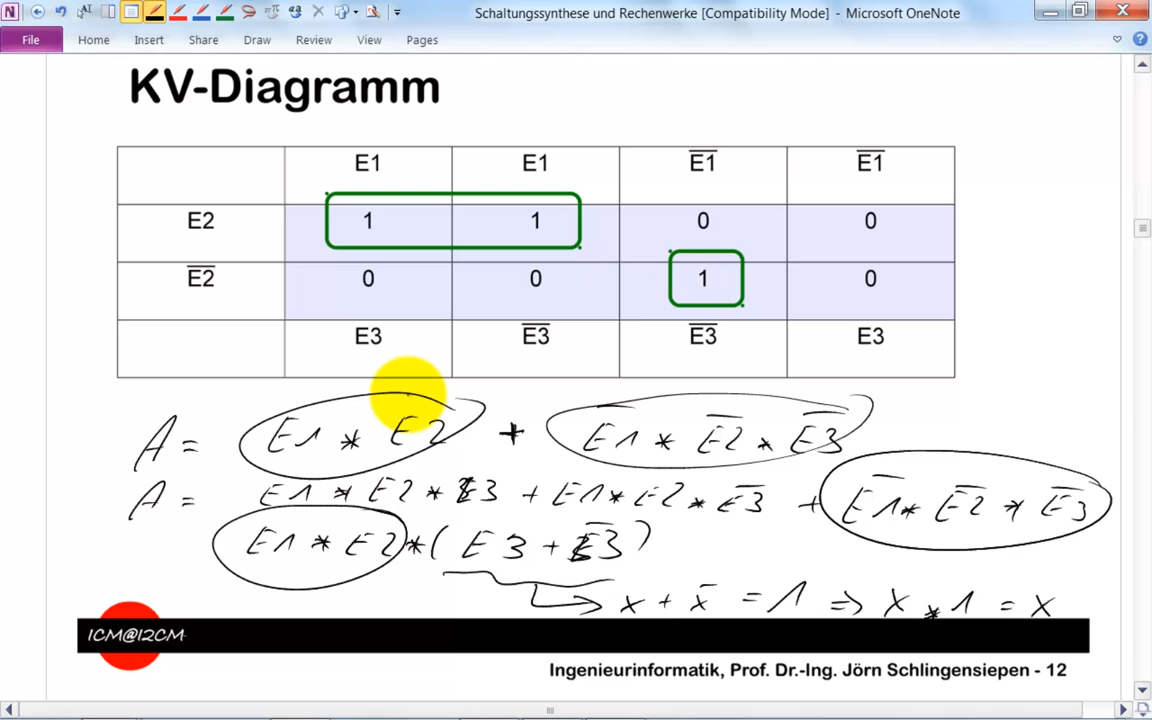 Schaltungssynthese und Rechenwerke [Compatibility Mode] - Microsoft OneNote
File Home Insert Share Draw Review View Pages
KV-Diagramm
E1 E1 E̅1̅ E̅1̅
E2 1 1 0 0
E̅2̅ 0 0 1 0
E3 E̅3̅ E̅3̅ E3
A = E1 * E2 + E̅1̅ * E̅2̅ * E̅3̅
A = E1 * E2 * E3 + E1 * E2 * E̅3̅ + E̅1̅ * E̅2̅ * E̅3̅
E1 * E2 * ( E3 + E̅3̅ )
x + x̅ = 1 => x * 1 = x
1CM@12CM
Ingenieurinformatik, Prof. Dr.-Ing. Jörn Schlingensiepen - 12